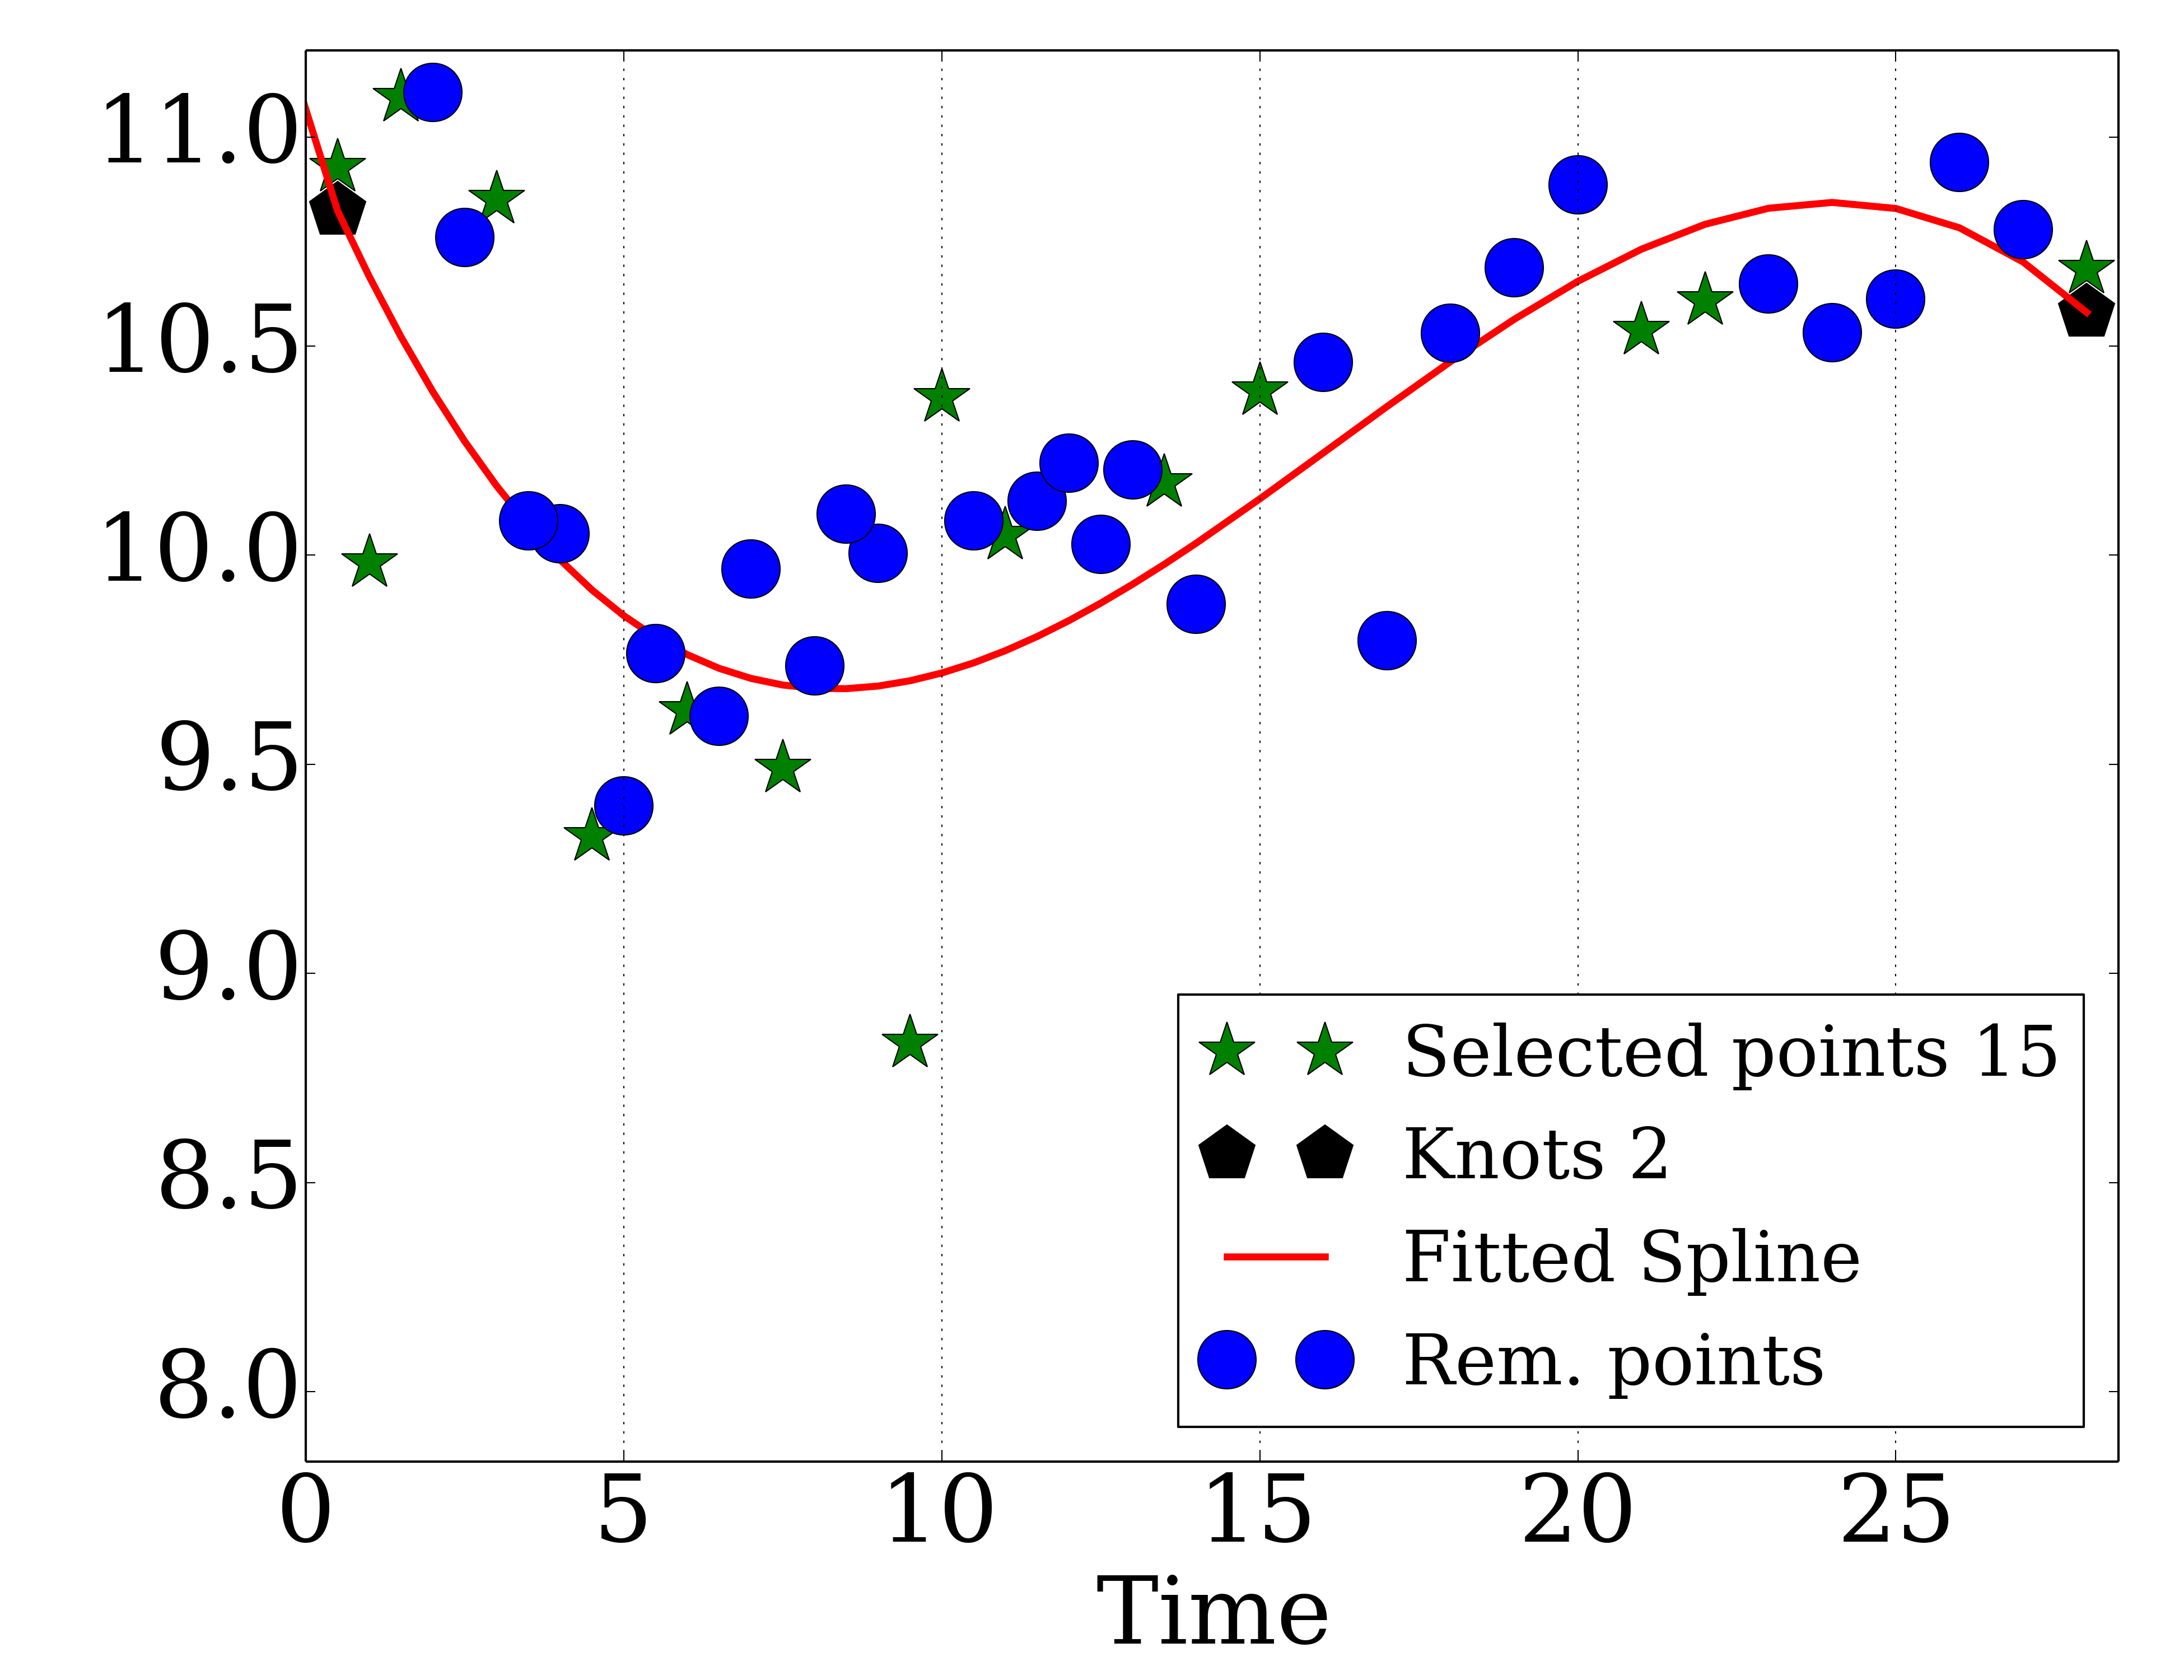 11.0
10.5
10.0
9.5
9.0
8.5
8.0
Selected points 15
Knots 2
Fitted Spline
Rem. points
0 5 10 15 20 25
Time